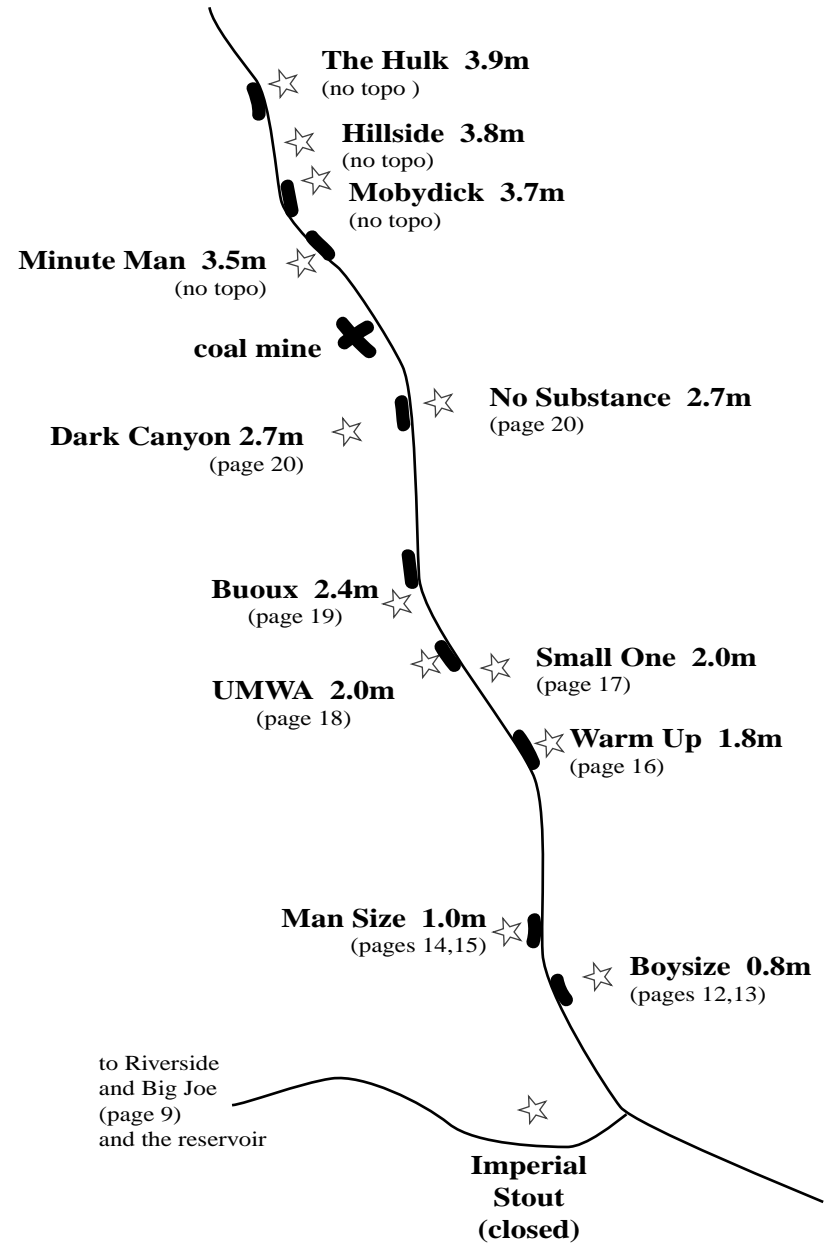 The Hulk  3.9m
(no topo )
Hillside  3.8m
(no topo)
Mobydick  3.7m
(no topo)
Minute Man  3.5m
(no topo)
coal mine
No Substance  2.7m
(page 20)
Dark Canyon 2.7m
(page 20)
Buoux  2.4m
(page 19)
Small One  2.0m
(page 17)
UMWA  2.0m
(page 18)
Warm Up  1.8m
(page 16)
Man Size  1.0m
(pages 14,15)
Boysize  0.8m
(pages 12,13)
to Riverside
and Big Joe
(page 9)
and the reservoir
Imperial
Stout
(closed)